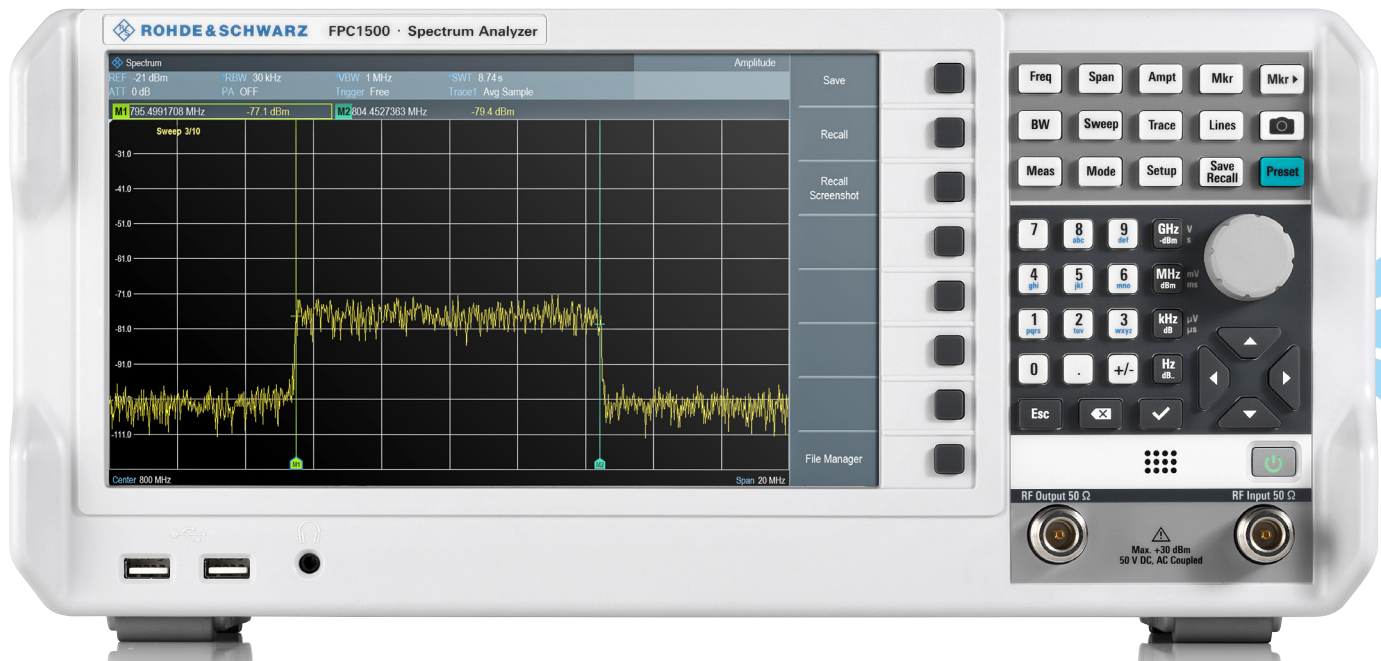 ROHDE & SCHWARZ FPC1500 · Spectrum Analyzer
Spectrum Amplitude
REF -21 dBm *RBW 30 kHz *VBW 1 MHz *SWT 8.74 s
ATT 0 dB PA OFF Trigger Free Trace1 Avg Sample
M1 795.4991708 MHz -77.1 dBm M2 804.4527363 MHz -79.4 dBm
Sweep 3/10
-31.0
-41.0
-51.0
-61.0
-71.0
-81.0
-91.0
-111.0
M1 M2
Center 800 MHz Span 20 MHz
Save
Recall
Recall
Screenshot
File Manager
Freq Span Ampt Mkr Mkr
BW Sweep Trace Lines
Meas Mode Setup Save Recall Preset
7 8 abc 9 def GHz -dBm V s
4 ghi 5 jkl 6 mno MHz dBm mV ms
1 pqrs 2 tuv 3 wxyz kHz dB µV µs
0 . +/- Hz dB..
Esc
RF Output 50 Ω RF Input 50 Ω
Max. +30 dBm
50 V DC, AC Coupled